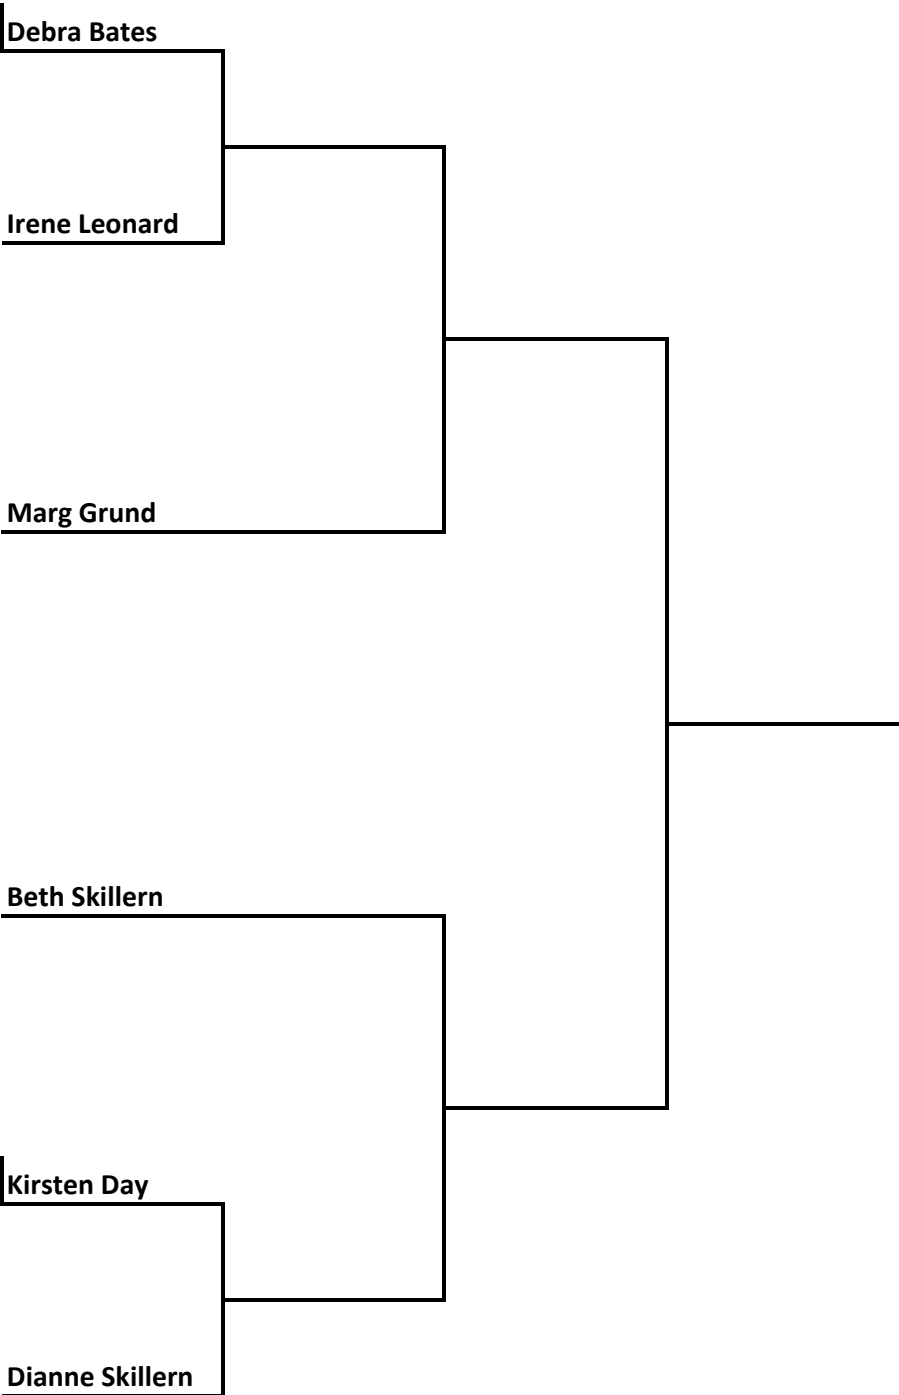 Debra Bates
Irene Leonard
Marg Grund
Beth Skillern
Kirsten Day
Dianne Skillern